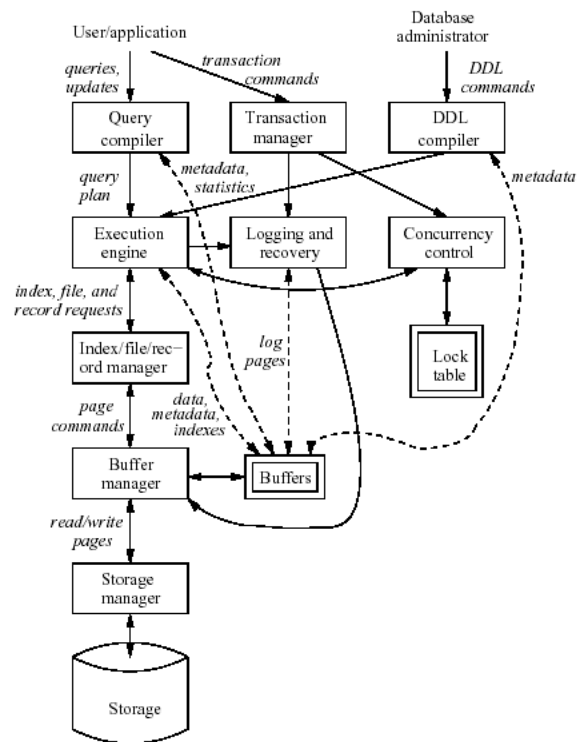 User/application
Database
administrator
queries,
updates
transaction
commands
DDL
commands
Query
compiler
Transaction
manager
DDL
compiler
query
plan
metadata,
statistics
metadata
Execution
engine
Logging and
recovery
Concurrency
control
index, file, and
record requests
log
pages
Index/file/rec-
ord manager
Lock
table
page
commands
data,
metadata,
indexes
Buffer
manager
Buffers
read/write
pages
Storage
manager
Storage